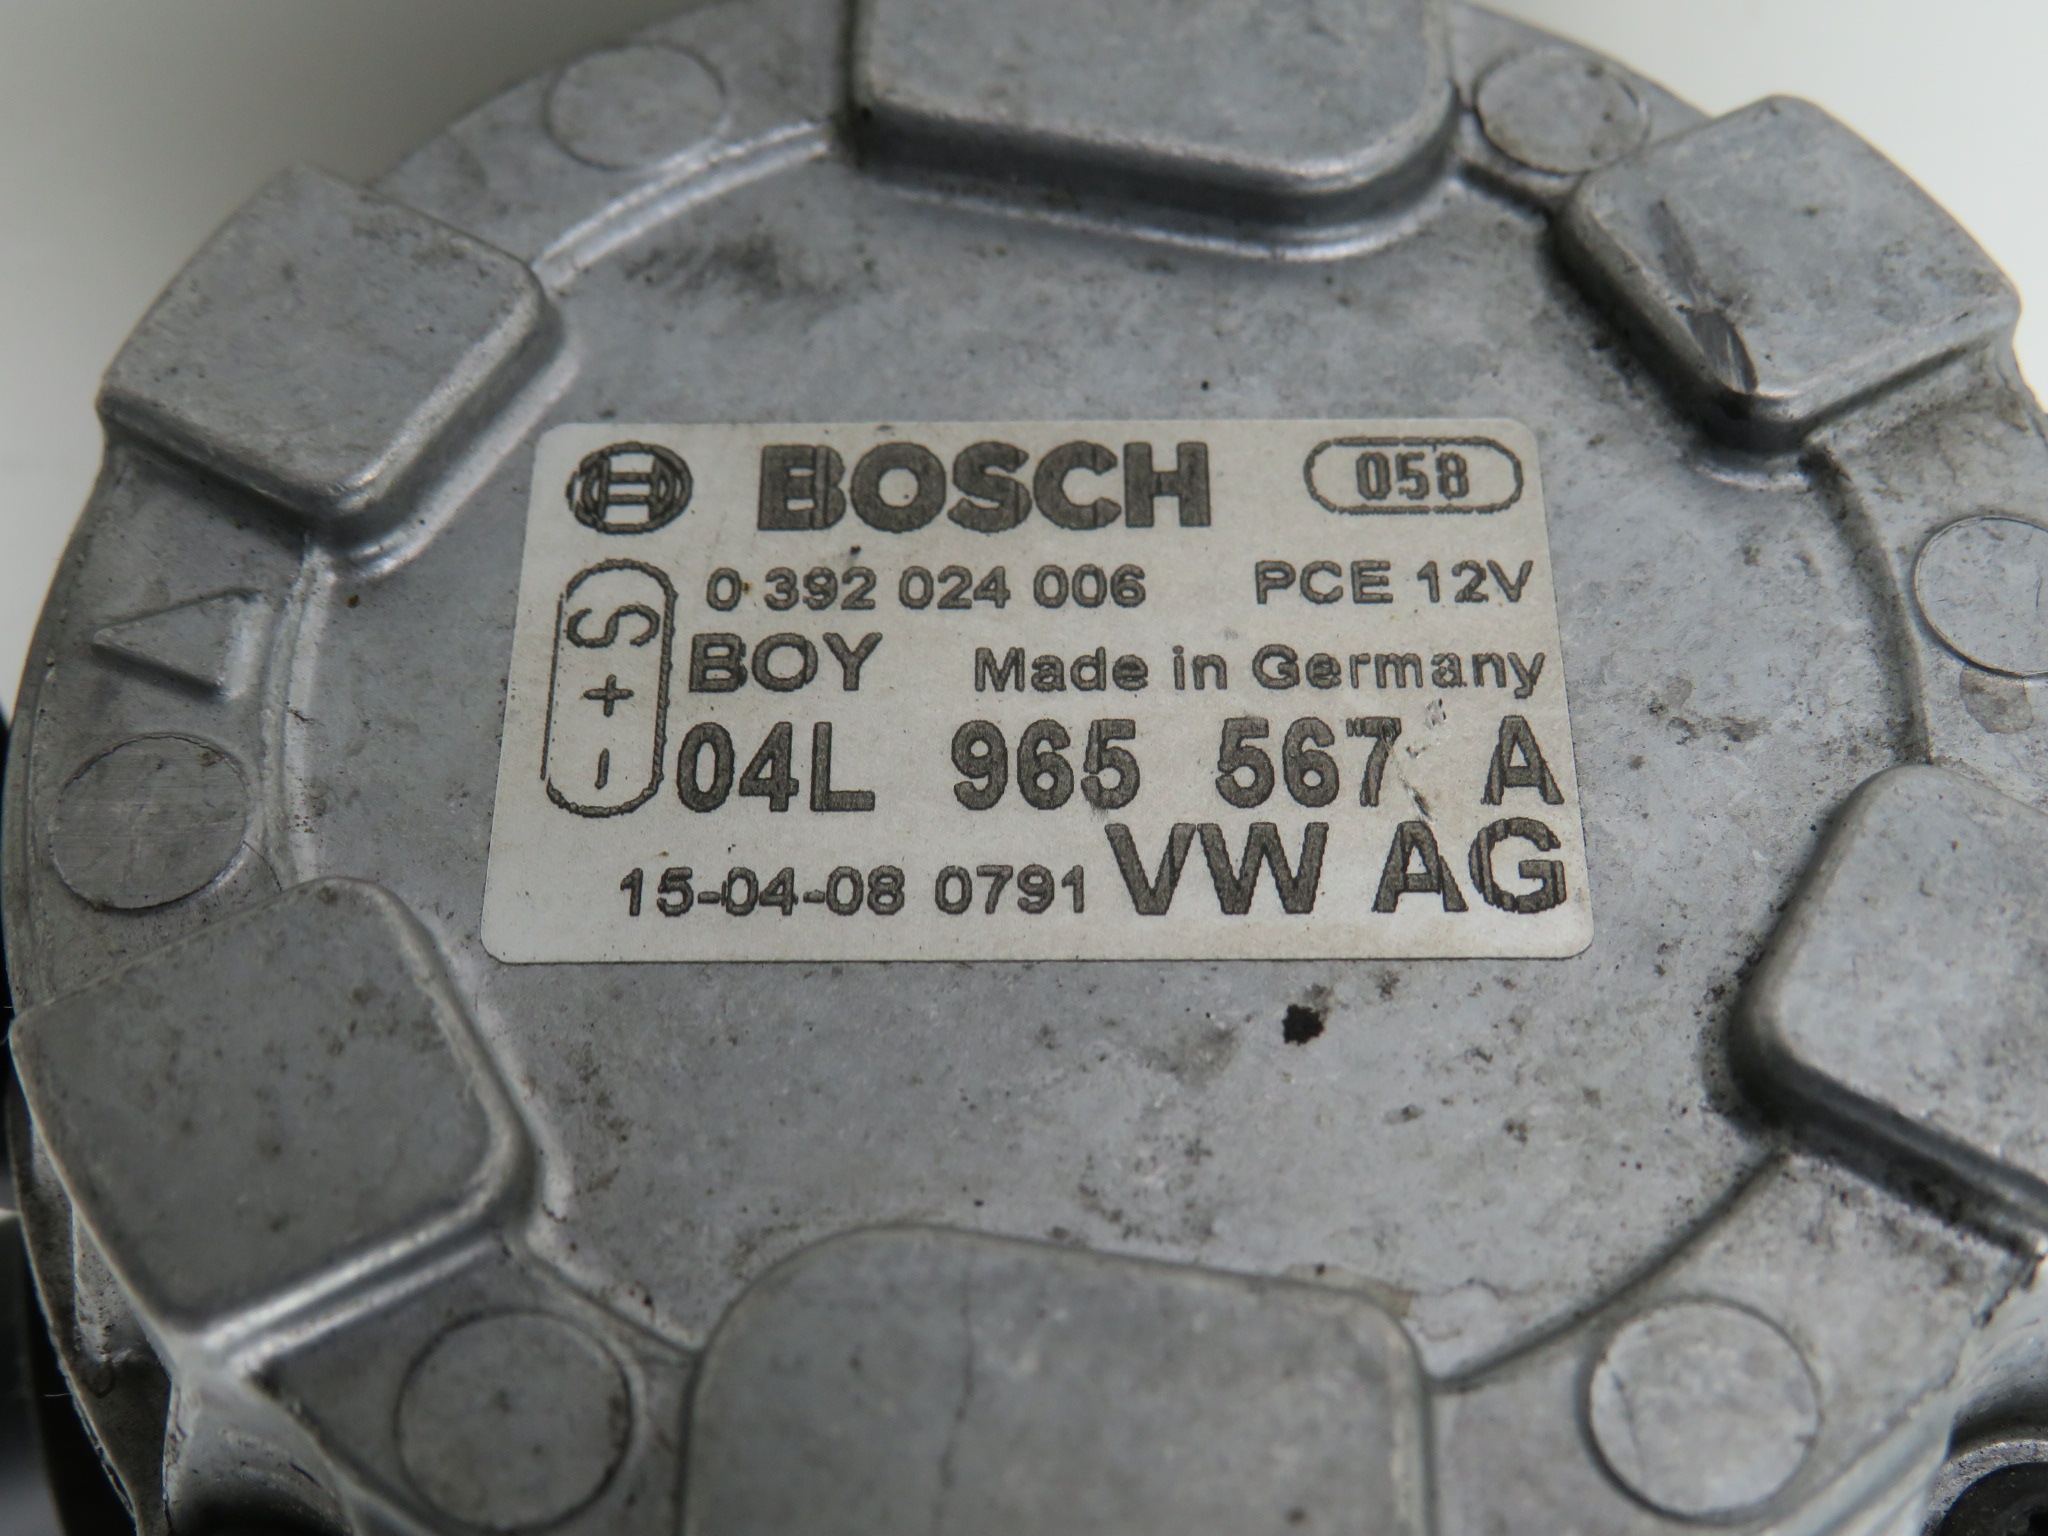 BOSCH 058
0 392 024 006 PCE 12V
S + -
BOY Made in Germany
04L 965 567 A
15-04-08 0791 VW AG